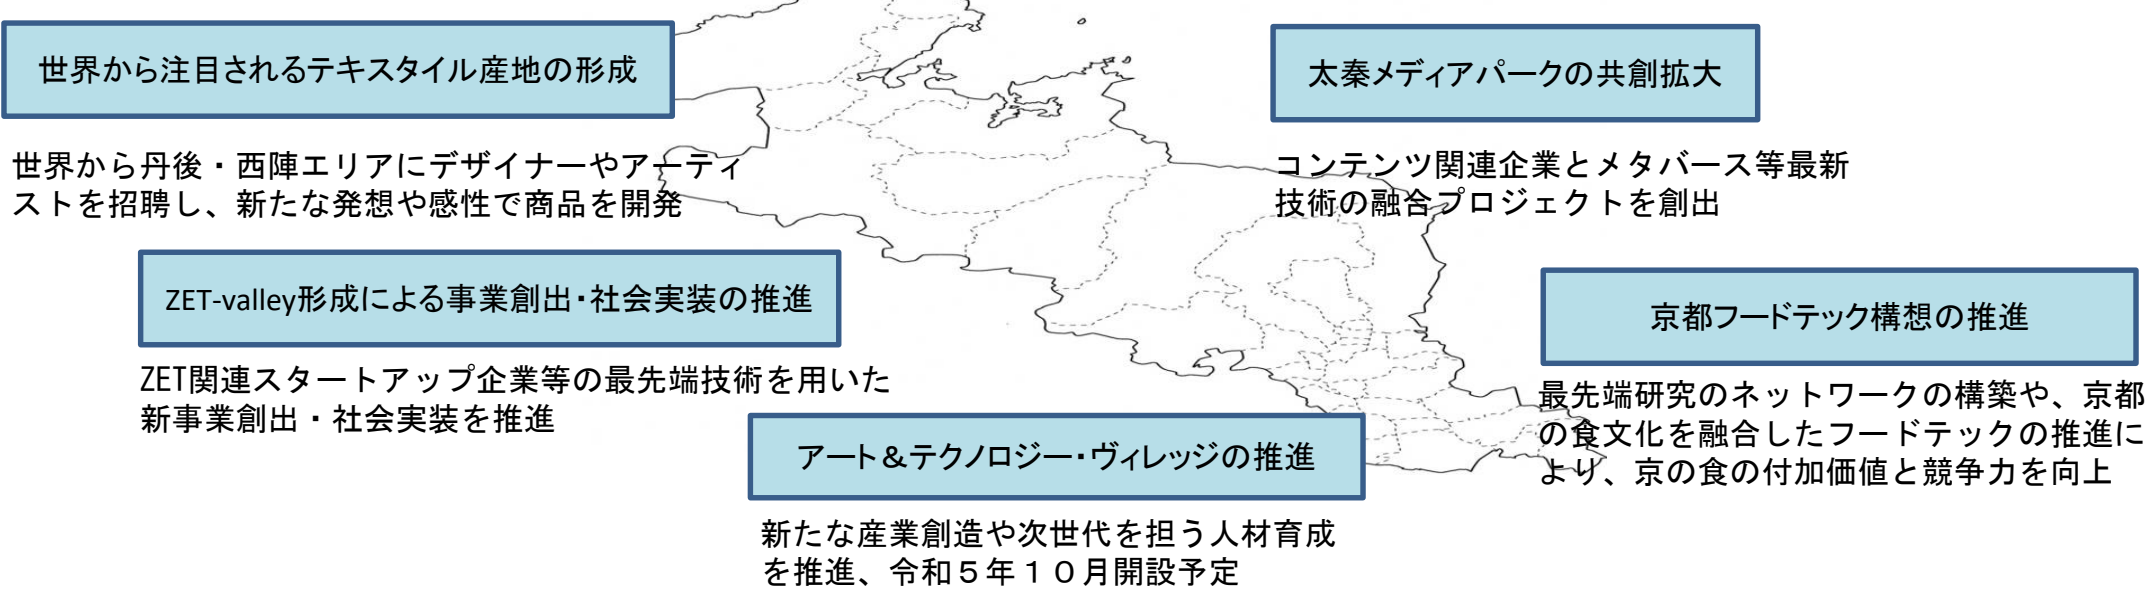 世界から注目されるテキスタイル産地の形成
世界から丹後・西陣エリアにデザイナーやアーティ
ストを招聘し、新たな発想や感性で商品を開発
太秦メディアパークの共創拡大
コンテンツ関連企業とメタバース等最新
技術の融合プロジェクトを創出
ZET-valley形成による事業創出・社会実装の推進
ZET関連スタートアップ企業等の最先端技術を用いた
新事業創出・社会実装を推進
京都フードテック構想の推進
最先端研究のネットワークの構築や、京都
の食文化を融合したフードテックの推進に
より、京の食の付加価値と競争力を向上
アート＆テクノロジー・ヴィレッジの推進
新たな産業創造や次世代を担う人材育成
を推進、令和５年１０月開設予定